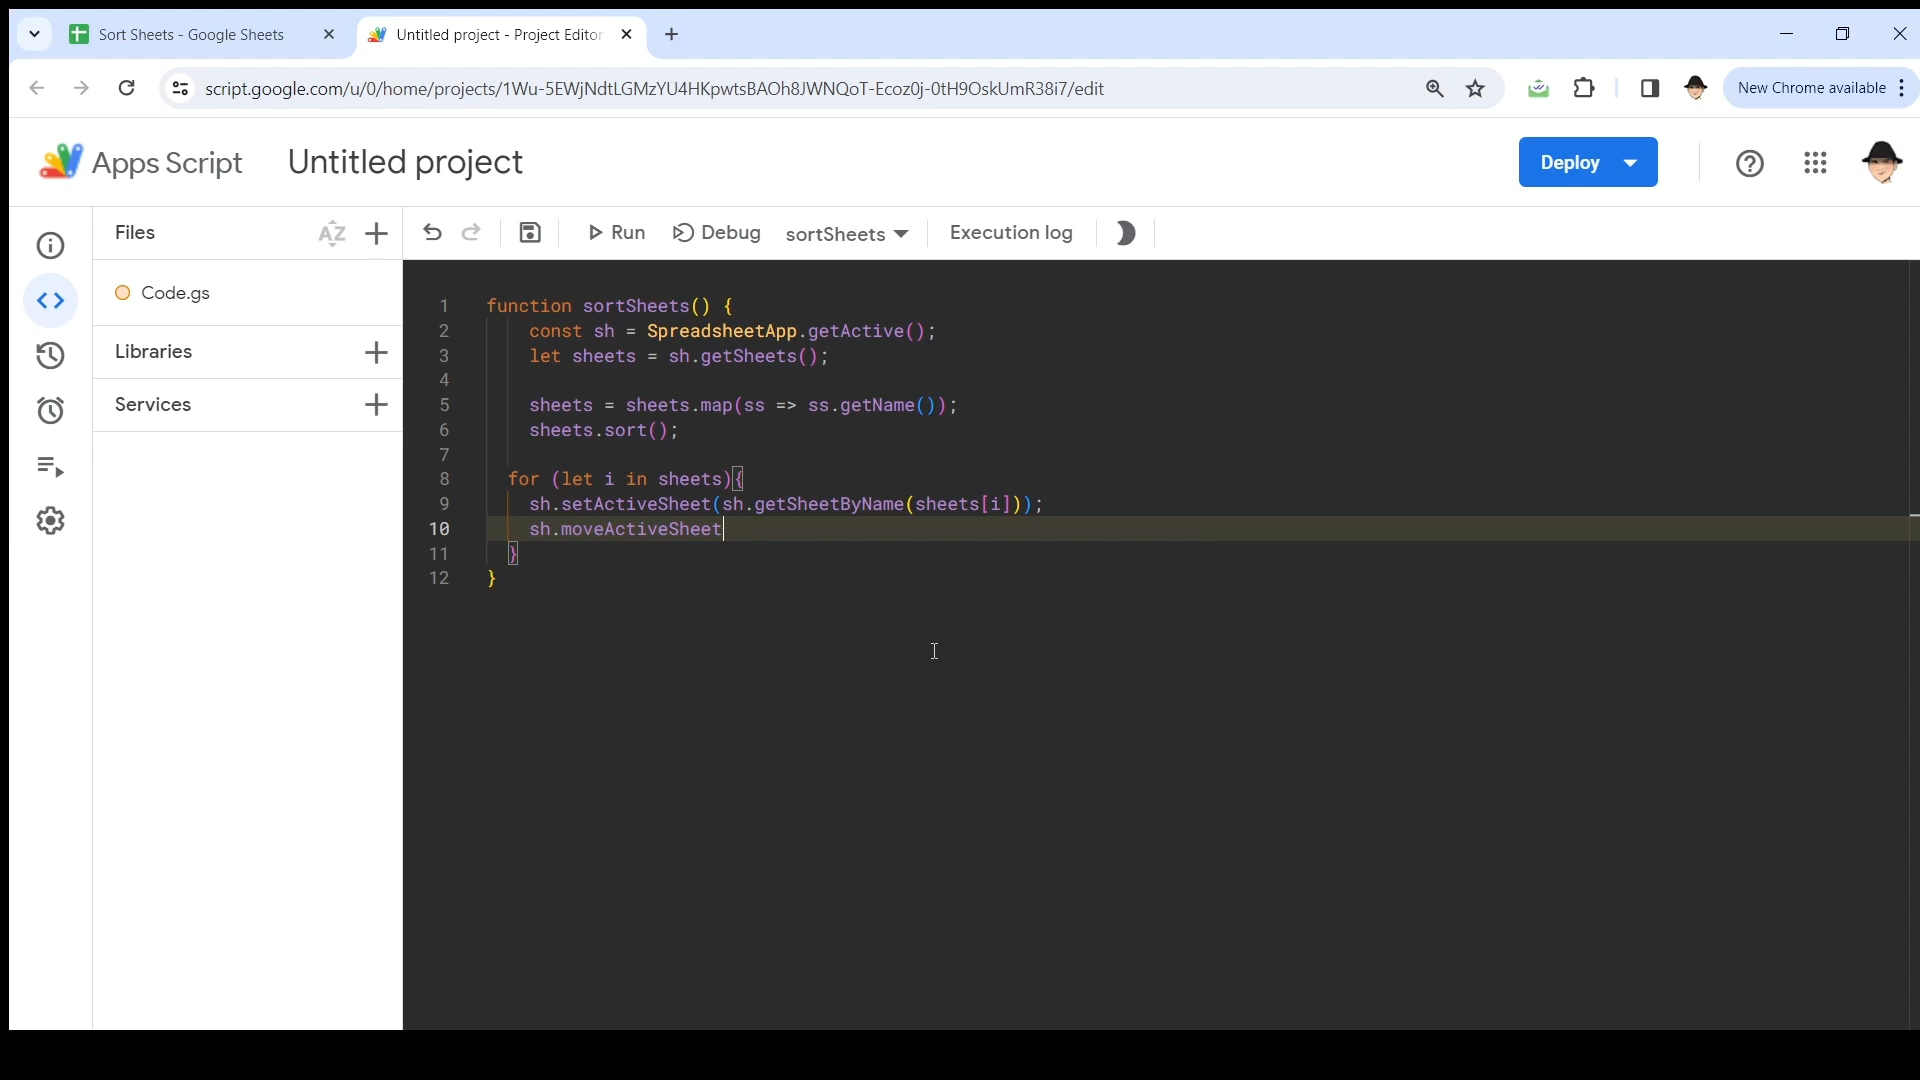 Sort Sheets - Google Sheets
Untitled project - Project Editor
script.google.com/u/0/home/projects/1Wu-5EWjNdtLGMzYU4HKpwtsBAOh8JWNQoT-Ecoz0j-0tH9OskUmR38i7/edit
New Chrome available
Apps Script
Untitled project
Deploy
Files
AZ
Run
Debug
sortSheets
Execution log
Code.gs
Libraries
Services
1 function sortSheets() {
2 const sh = SpreadsheetApp.getActive();
3 let sheets = sh.getSheets();
4
5 sheets = sheets.map(ss => ss.getName());
6 sheets.sort();
7
8 for (let i in sheets){
9 sh.setActiveSheet(sh.getSheetByName(sheets[i]));
10 sh.moveActiveSheet
11 }
12 }